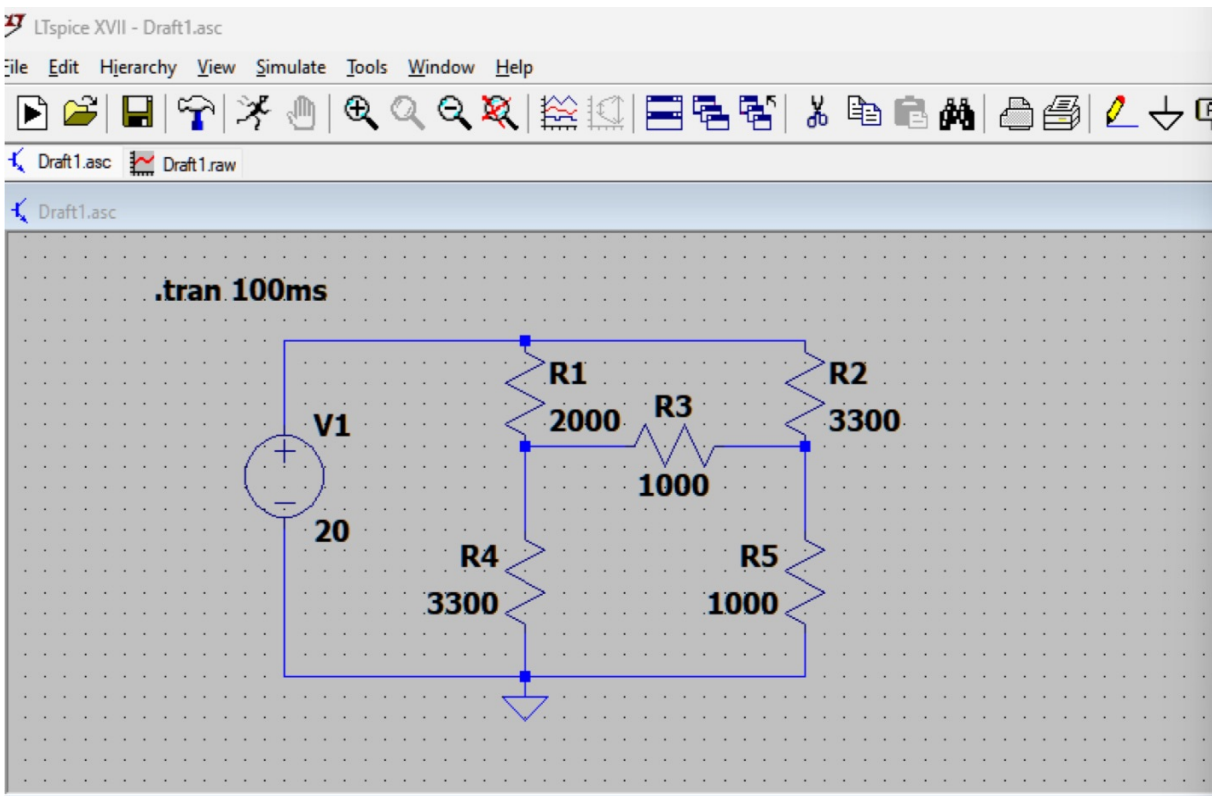 LTspice XVII - Draft1.asc
File Edit Hierarchy View Simulate Tools Window Help
Draft1.asc Draft1.raw
Draft1.asc
.tran 100ms
R1
2000
R2
3300
R3
1000
V1
20
R4
3300
R5
1000